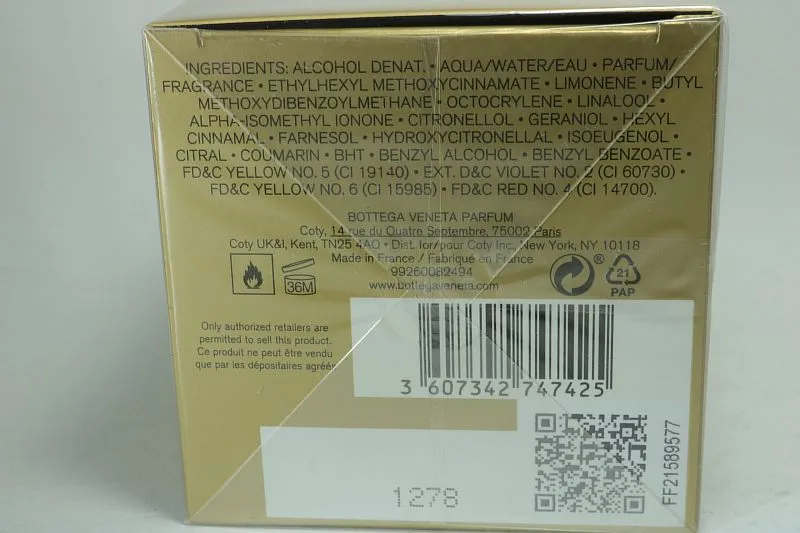 INGREDIENTS: ALCOHOL DENAT. • AQUA/WATER/EAU • PARFUM/
FRAGRANCE • ETHYLHEXYL METHOXYCINNAMATE • LIMONENE • BUTYL
METHOXYDIBENZOYLMETHANE • OCTOCRYLENE • LINALOOL •
ALPHA-ISOMETHYL IONONE • CITRONELLOL • GERANIOL • HEXYL
CINNAMAL • FARNESOL • HYDROXYCITRONELLAL • ISOEUGENOL •
CITRAL • COUMARIN • BHT • BENZYL ALCOHOL • BENZYL BENZOATE •
FD&C YELLOW NO. 5 (CI 19140) • EXT. D&C VIOLET NO. 2 (CI 60730) •
FD&C YELLOW NO. 6 (CI 15985) • FD&C RED NO. 4 (CI 14700).
BOTTEGA VENETA PARFUM
Coty, 14 rue du Quatre Septembre, 75002 Paris
Coty UK&I, Kent, TN25 4AQ • Dist. for/pour Coty Inc., New York, NY 10118
Made in France / Fabriqué en France
99260082494
www.bottegaveneta.com
36M
®
21
PAP
Only authorized retailers are
permitted to sell this product.
Ce produit ne peut être vendu
que par les dépositaires agréés.
3 607342 747425
1278
FF21589577